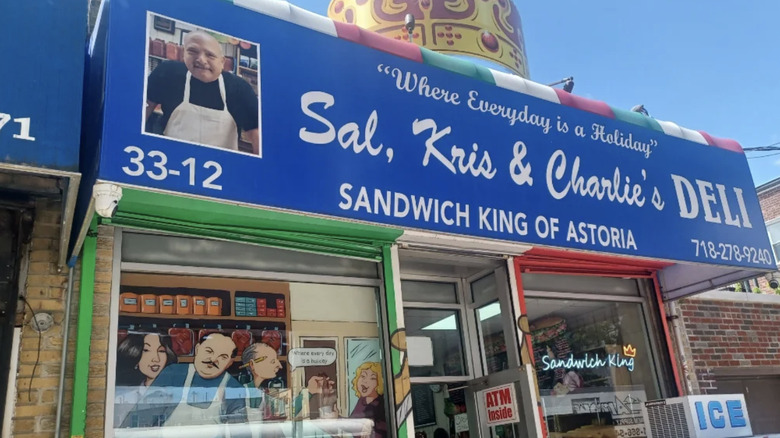 71
33-12
"Where Everyday is a Holiday"
Sal, Kris & Charlie's DELI
SANDWICH KING OF ASTORIA
718-278-9240
Sandwich King
ATM
Inside
ICE